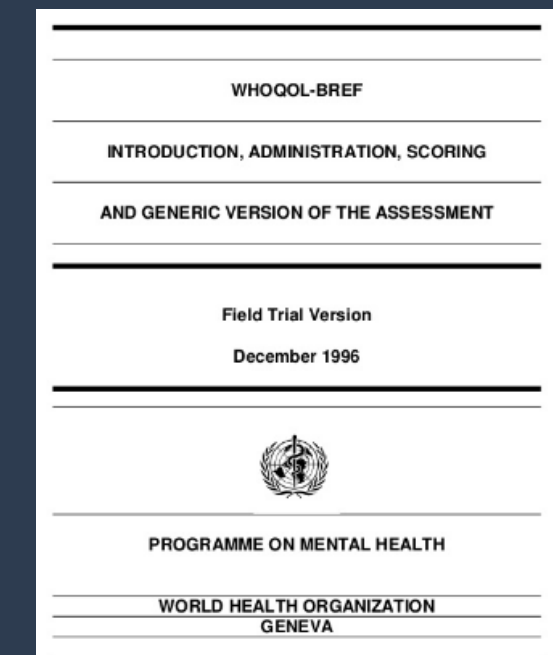 WHOQOL-BREF
INTRODUCTION, ADMINISTRATION, SCORING
AND GENERIC VERSION OF THE ASSESSMENT
Field Trial Version
December 1996
PROGRAMME ON MENTAL HEALTH
WORLD HEALTH ORGANIZATION
GENEVA